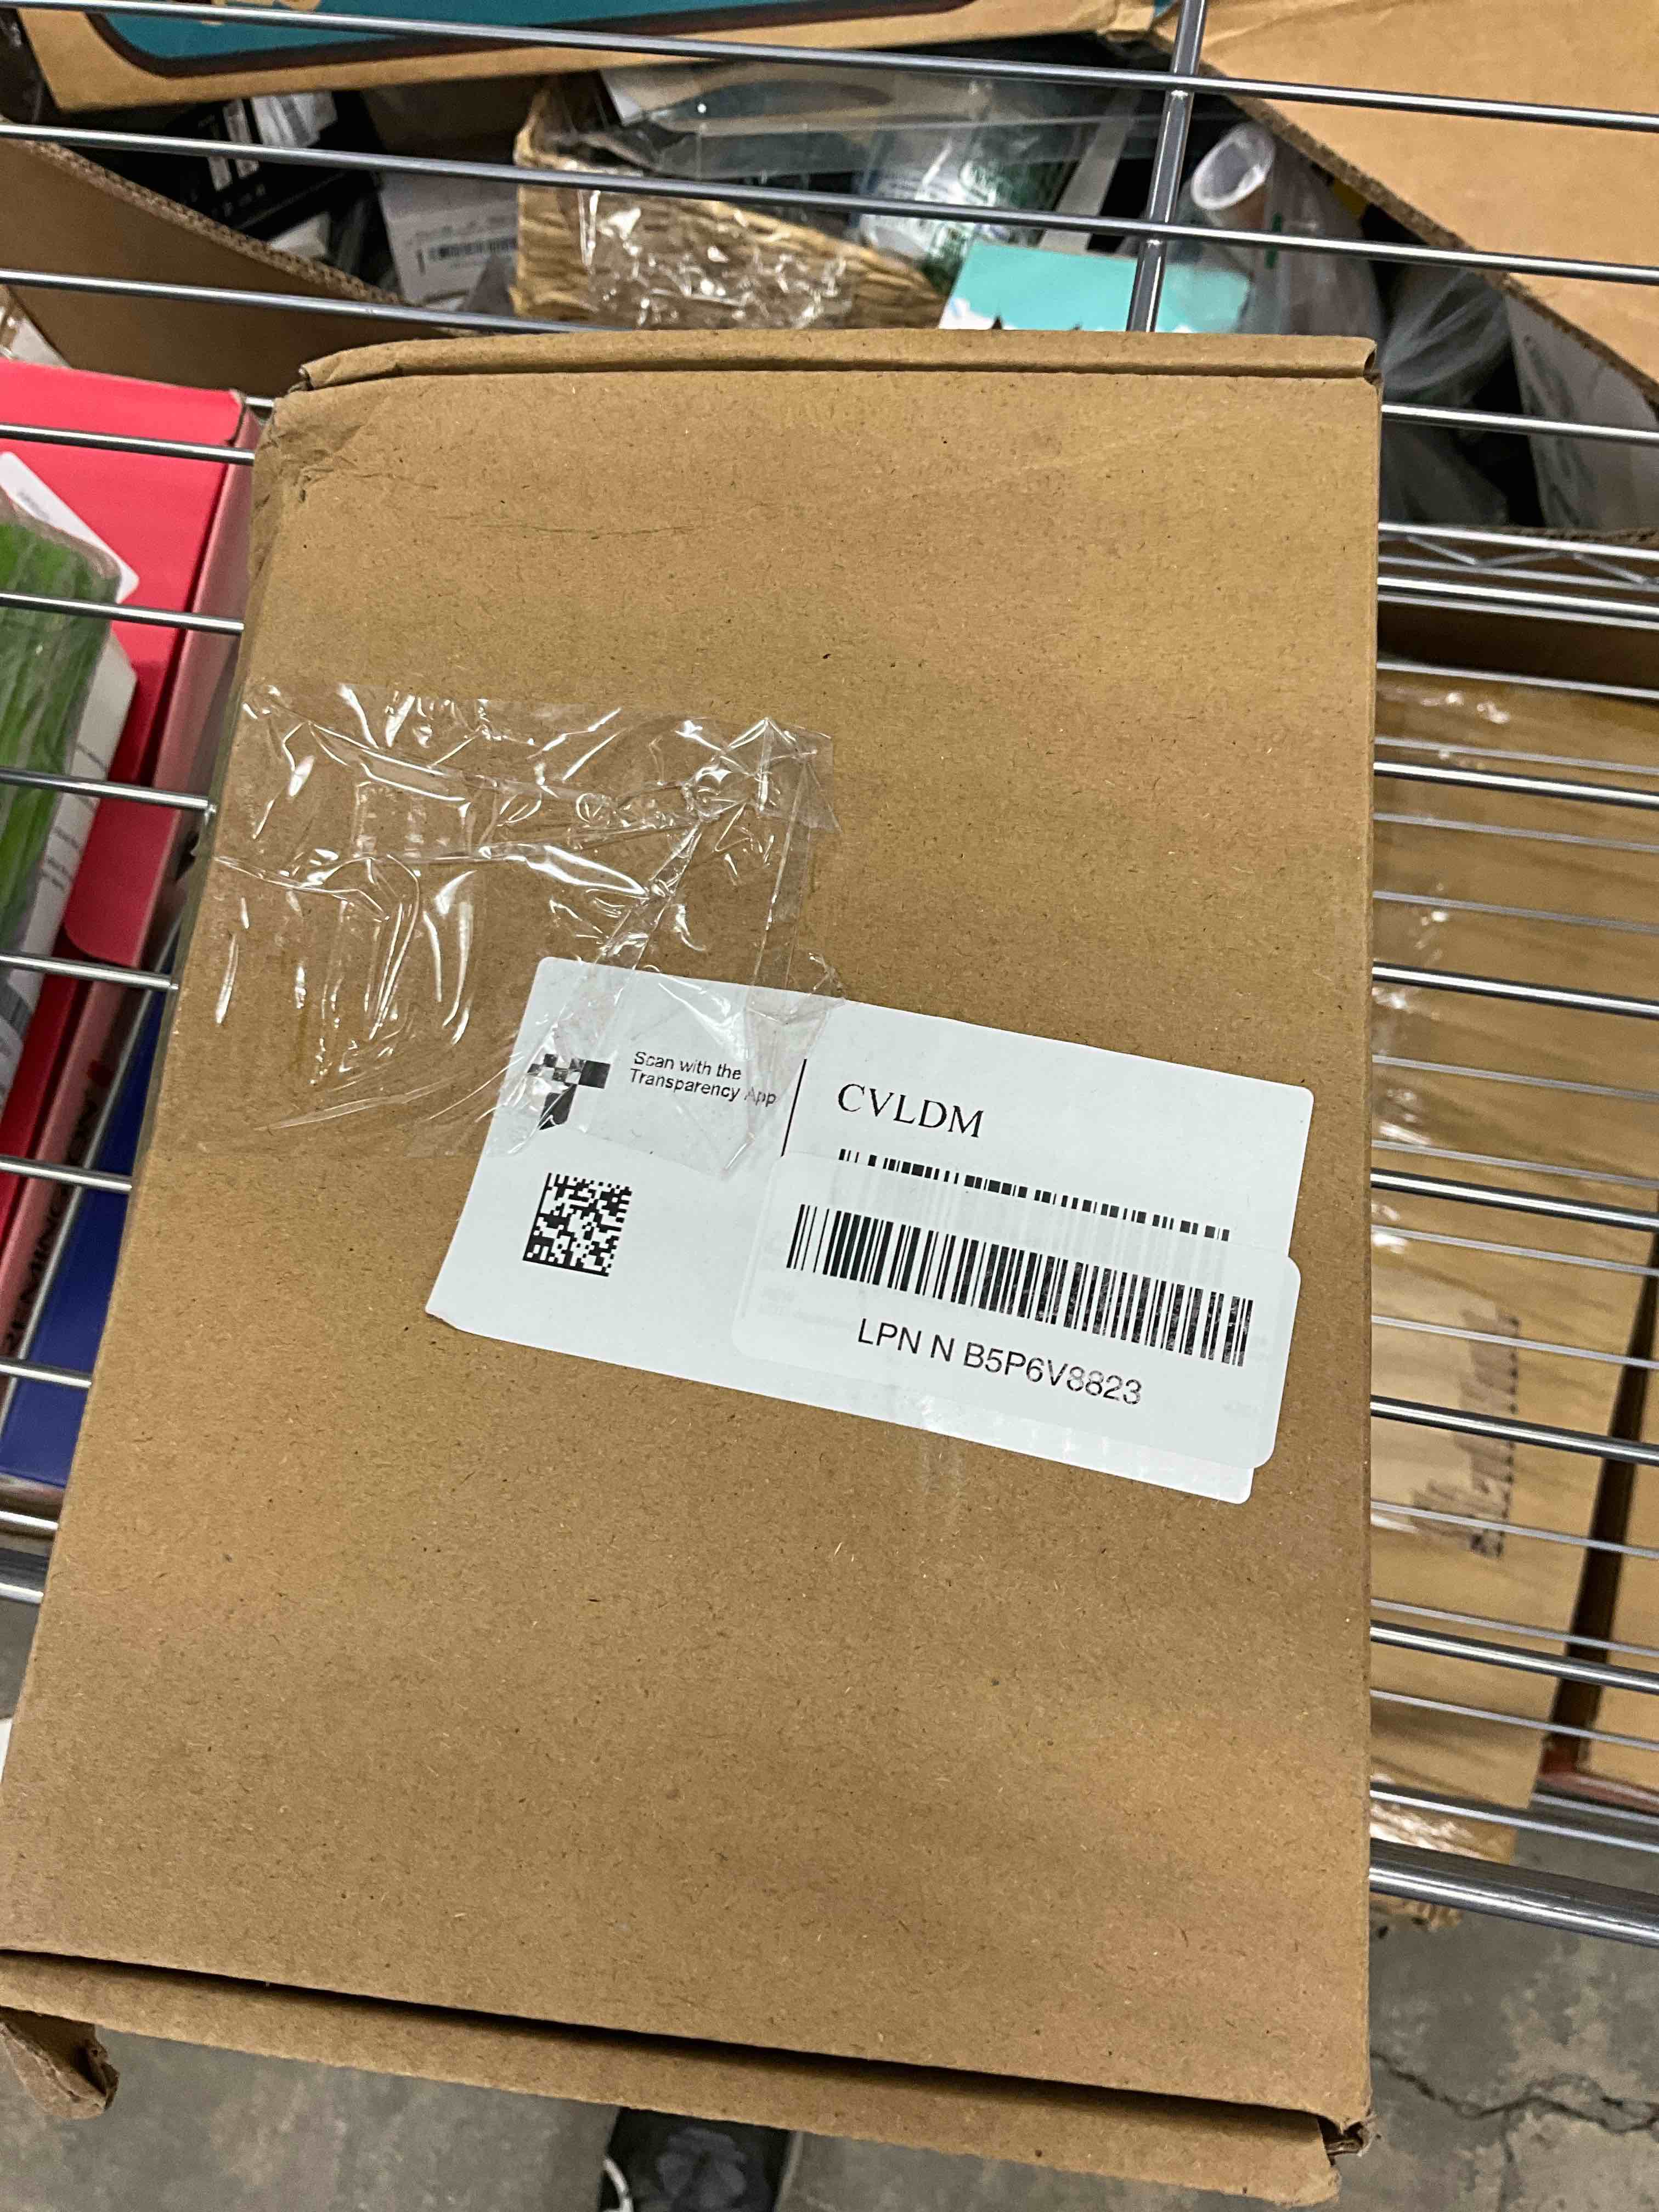 Scan with the
Transparency App
CVLDM
LPN N B5P6V8823